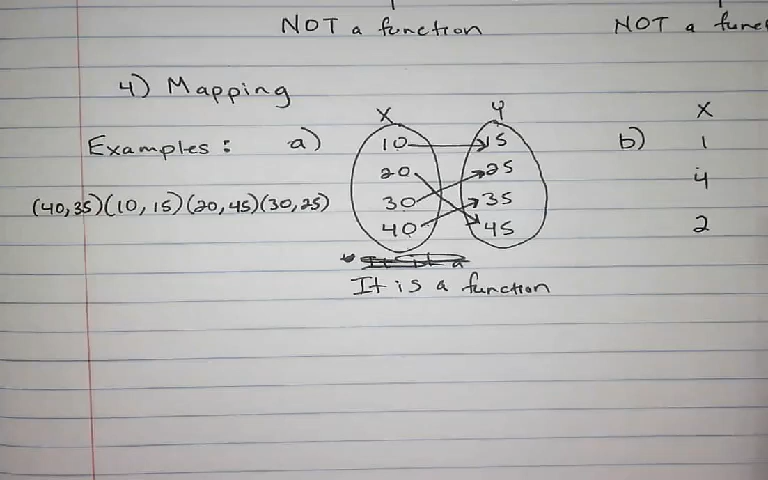 NOT a function
NOT a func
4) Mapping
Examples: a)
X Y
10 15
20 25
30 35
40 45
(40,35)(10,15)(20,45)(30,25)
It is a function
b)
X
1
4
2